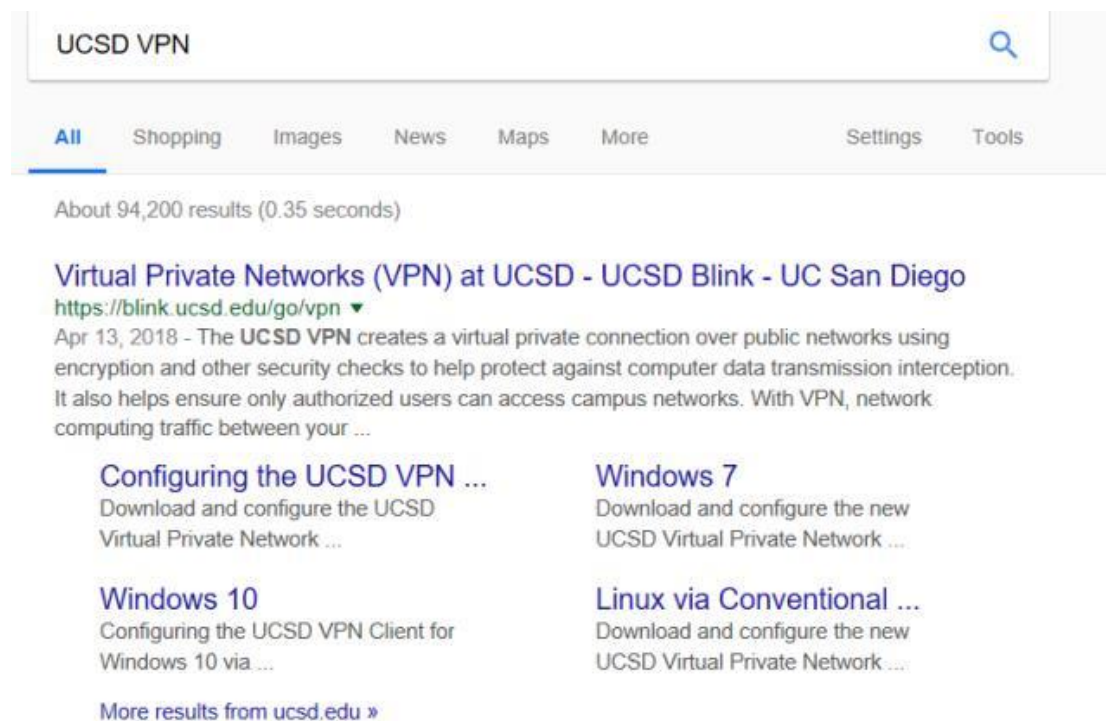 UCSD VPN
All Shopping Images News Maps More Settings Tools
About 94,200 results (0.35 seconds)
Virtual Private Networks (VPN) at UCSD - UCSD Blink - UC San Diego
https://blink.ucsd.edu/go/vpn ▼
Apr 13, 2018 - The UCSD VPN creates a virtual private connection over public networks using
encryption and other security checks to help protect against computer data transmission interception.
It also helps ensure only authorized users can access campus networks. With VPN, network
computing traffic between your ...
Configuring the UCSD VPN ...
Download and configure the UCSD
Virtual Private Network ...
Windows 7
Download and configure the new
UCSD Virtual Private Network ...
Windows 10
Configuring the UCSD VPN Client for
Windows 10 via ...
Linux via Conventional ...
Download and configure the new
UCSD Virtual Private Network ...
More results from ucsd.edu »